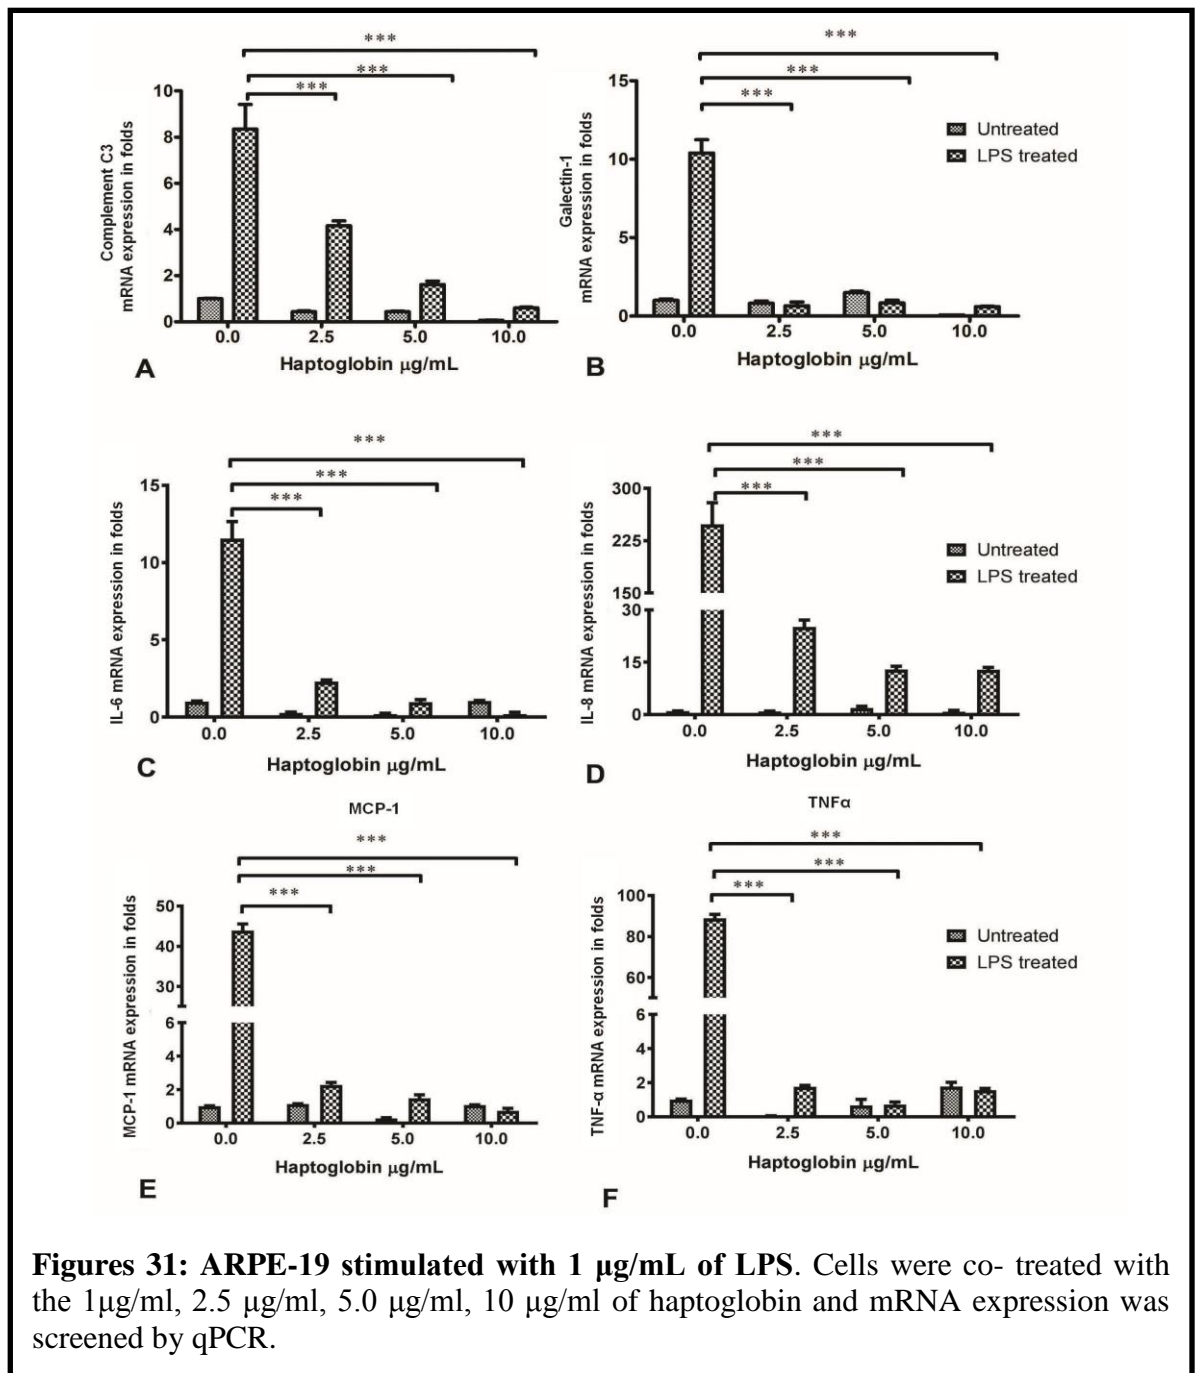 ***
***
***
10
8
6
4
2
0
Complement C3
mRNA expression in folds
0.0 2.5 5.0 10.0
Haptoglobin μg/mL
A
***
***
***
15
10
5
0
Galectin-1
mRNA expression in folds
0.0 2.5 5.0 10.0
Haptoglobin μg/mL
B
Untreated
LPS treated
***
***
***
15
10
5
0
IL-6 mRNA expression in folds
0.0 2.5 5.0 10.0
Haptoglobin μg/mL
C
***
***
***
300
225
150
30
15
0
IL-8 mRNA expression in folds
0.0 2.5 5.0 10.0
Haptoglobin μg/mL
D
Untreated
LPS treated
MCP-1
***
***
***
50
40
30
6
4
2
0
MCP-1 mRNA expression in folds
0.0 2.5 5.0 10.0
Haptoglobin μg/mL
E
TNFα
***
***
***
100
80
60
6
4
2
0
TNF-α mRNA expression in folds
0.0 2.5 5.0 10.0
Haptoglobin μg/mL
F
Untreated
LPS treated
Figures 31: ARPE-19 stimulated with 1 μg/mL of LPS. Cells were co- treated with
the 1μg/ml, 2.5 μg/ml, 5.0 μg/ml, 10 μg/ml of haptoglobin and mRNA expression was
screened by qPCR.